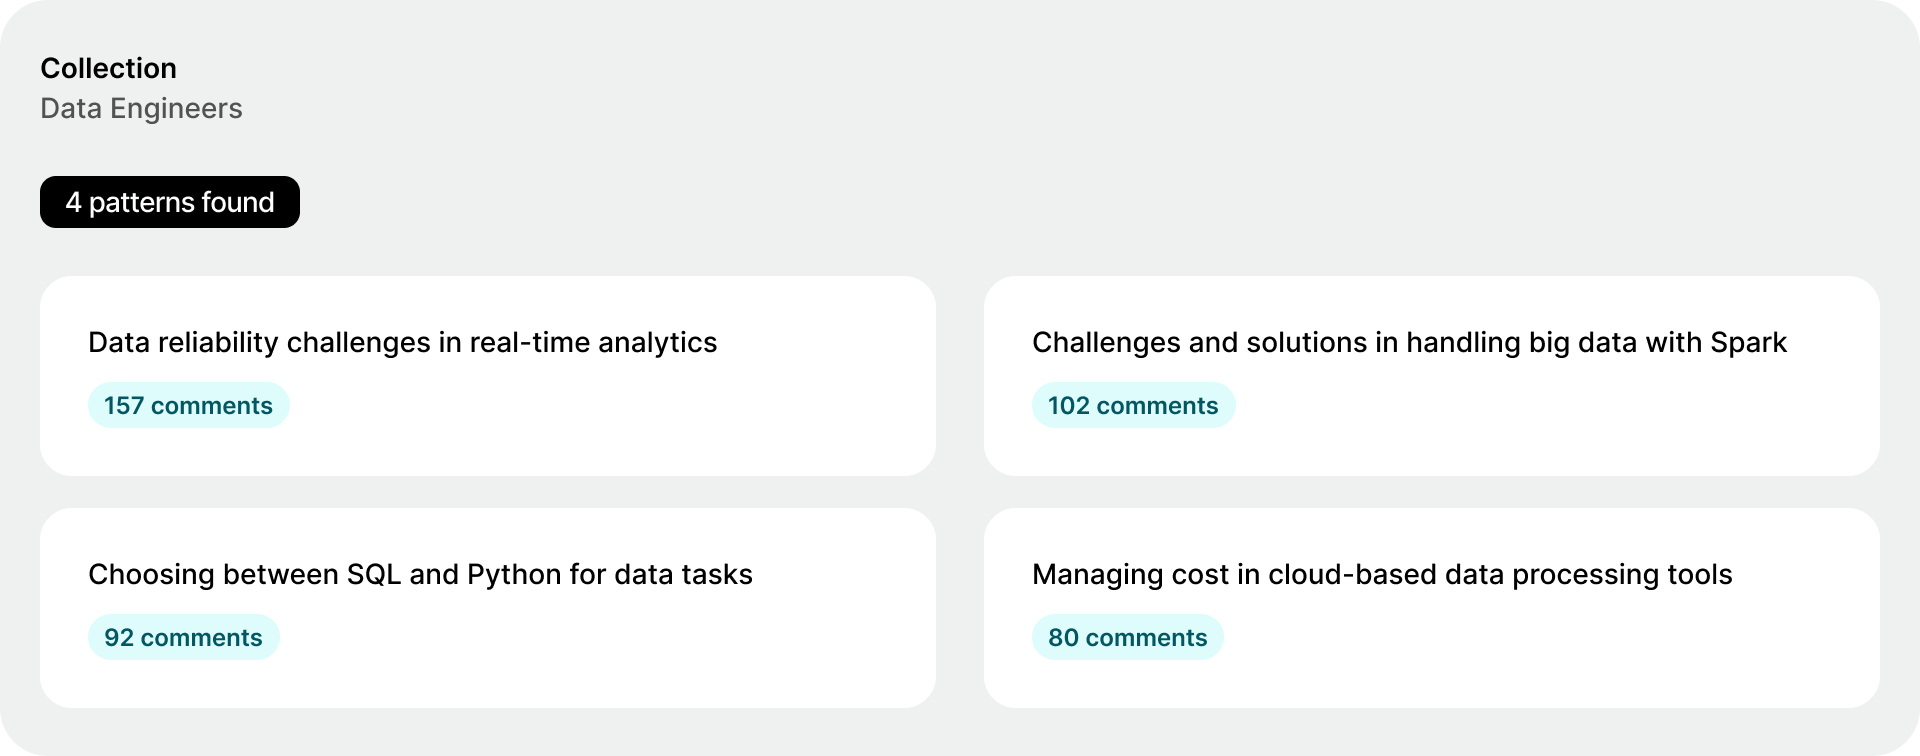 Collection
Data Engineers
4 patterns found
Data reliability challenges in real-time analytics
157 comments
Challenges and solutions in handling big data with Spark
102 comments
Choosing between SQL and Python for data tasks
92 comments
Managing cost in cloud-based data processing tools
80 comments